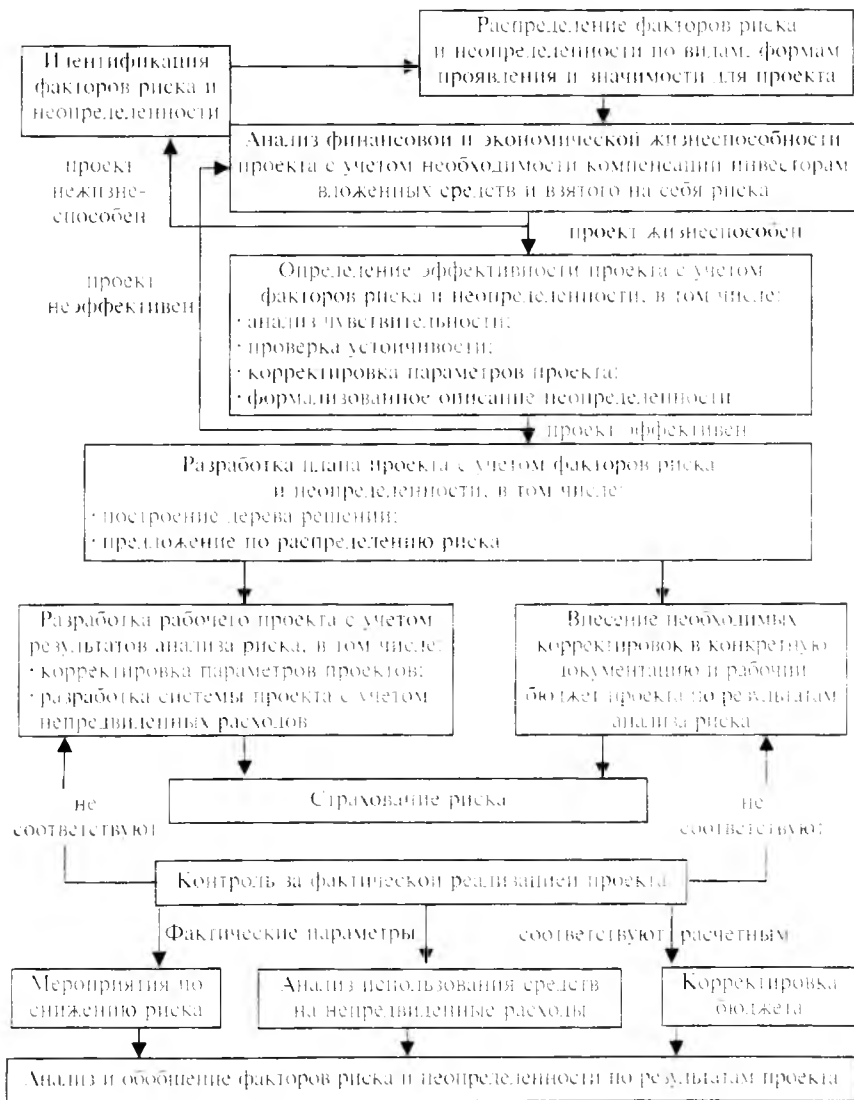 Идентификация
факторов риска и
неопределенности
Распределение факторов риска
и неопределенности по видам, формам
проявления и значимости для проекта
Анализ финансовой и экономической жизнеспособности
проекта с учетом необходимости компенсации инвесторам
вложенных средств и взятого на себя риска
проект
нежизне-
способен
проект жизнеспособен
проект
неэффективен
Определение эффективности проекта с учетом
факторов риска и неопределенности, в том числе:
· анализ чувствительности;
· проверка устойчивости;
· корректировка параметров проекта;
· формализованное описание неопределенности
проект эффективен
Разработка плана проекта с учетом факторов риска
и неопределенности, в том числе:
· построение дерева решений;
· предложение по распределению риска
Разработка рабочего проекта с учетом
результатов анализа риска, в том числе:
· корректировка параметров проектов;
· разработка системы проекта с учетом
непредвиденных расходов
Внесение необходимых
корректировок в конкретную
документацию и рабочий
бюджет проекта по результатам
анализа риска
не
соответствуют
Страхование риска
не
соответствуют
Контроль за фактической реализацией проекта
Фактические параметры
соответствуют расчетным
Мероприятия по
снижению риска
Анализ использования средств
на непредвиденные расходы
Корректировка
бюджета
Анализ и обобщение факторов риска и неопределенности по результатам проекта